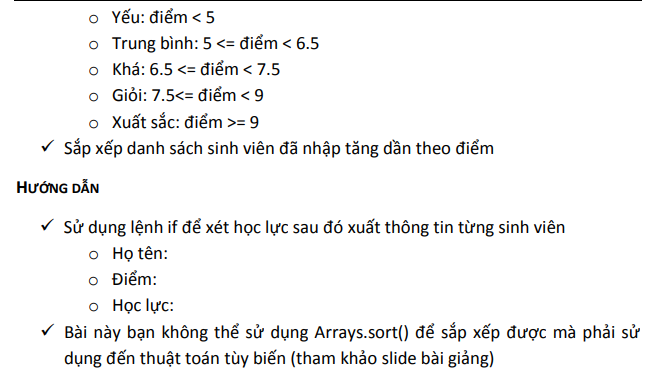 o Yếu: điểm < 5
o Trung bình: 5 <= điểm < 6.5
o Khá: 6.5 <= điểm < 7.5
o Giỏi: 7.5<= điểm < 9
o Xuất sắc: điểm >= 9
✓ Sắp xếp danh sách sinh viên đã nhập tăng dần theo điểm
HƯỚNG DẪN
✓ Sử dụng lệnh if để xét học lực sau đó xuất thông tin từng sinh viên
o Họ tên:
o Điểm:
o Học lực:
✓ Bài này bạn không thể sử dụng Arrays.sort() để sắp xếp được mà phải sử
dụng đến thuật toán tùy biến (tham khảo slide bài giảng)